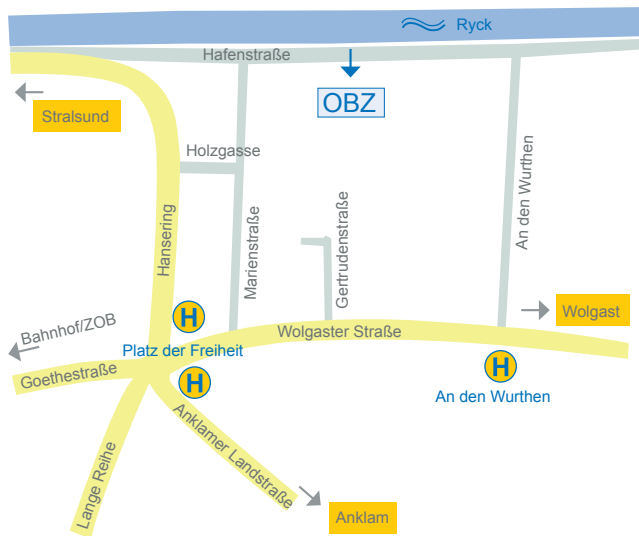 Ryck
Hafenstraße
OBZ
Stralsund
Holzgasse
An den Wurthen
Hansering
Marienstraße
Gertrudenstraße
H
Wolgast
Bahnhof/ZOB
Wolgaster Straße
Platz der Freiheit
Goethestraße
H
H
An den Wurthen
Anklamer Landstraße
Lange Reihe
Anklam